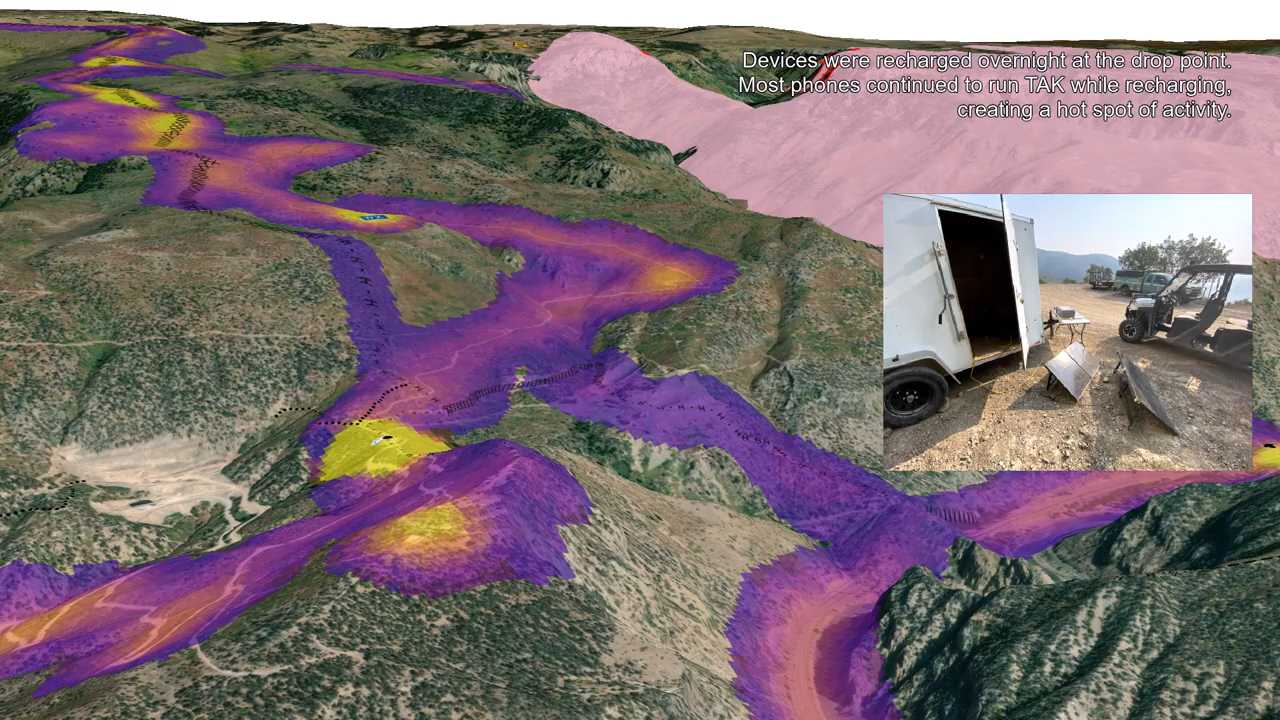 Devices were recharged overnight at the drop point.
Most phones continued to run TAK while recharging,
creating a hot spot of activity.